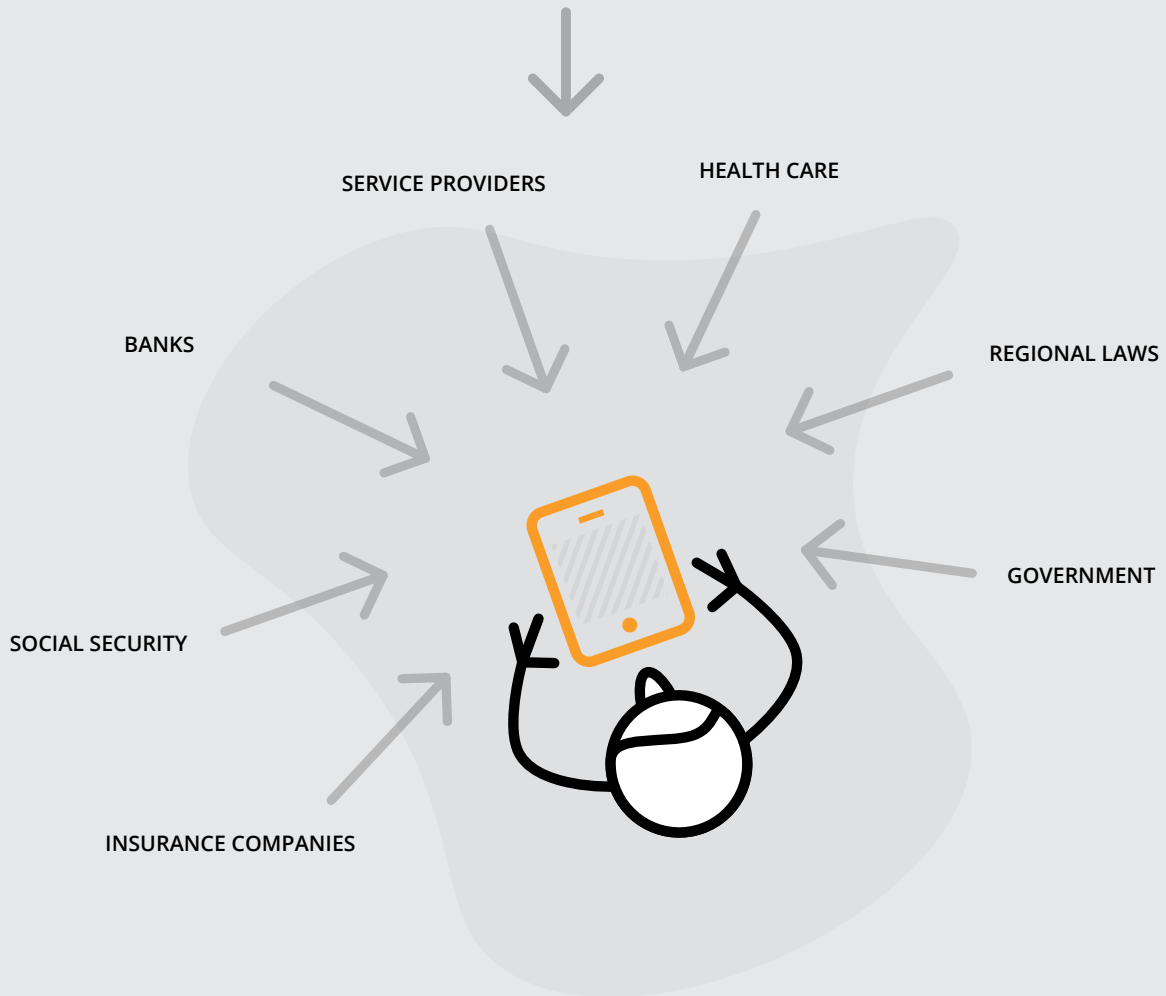 HEALTH CARE
SERVICE PROVIDERS
BANKS
REGIONAL LAWS
GOVERNMENT
SOCIAL SECURITY
INSURANCE COMPANIES